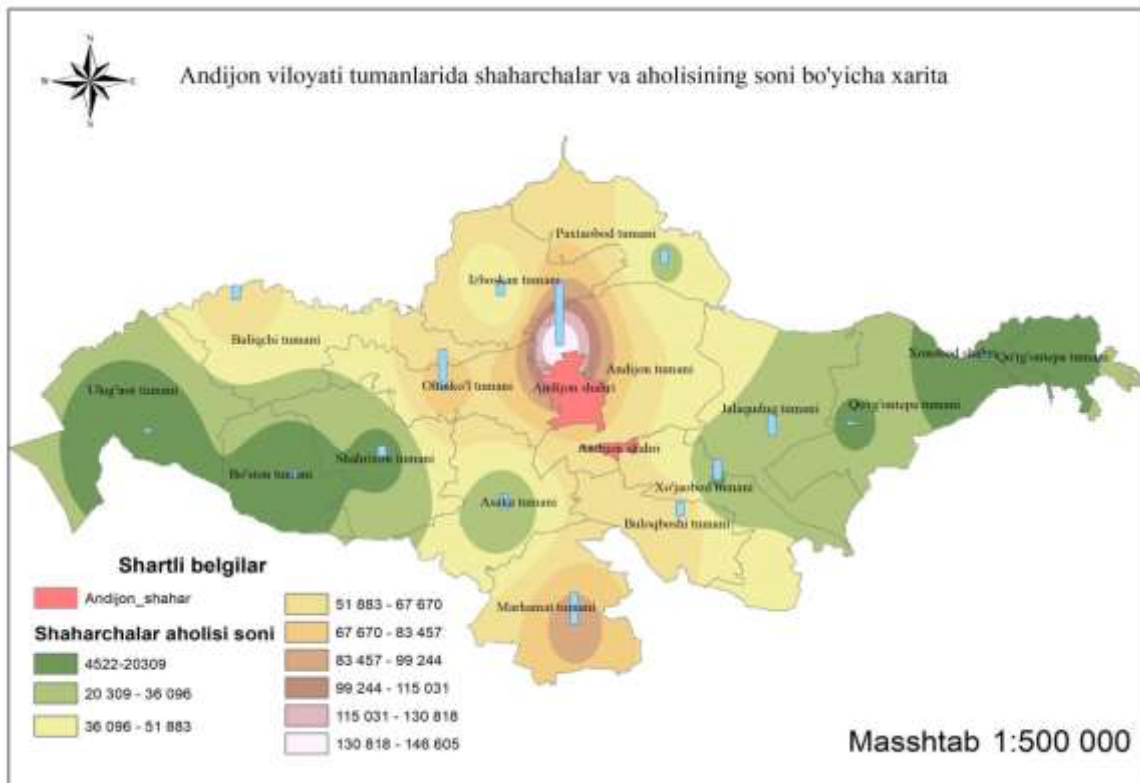 Andijon viloyati tumanlarida shaharchalar va aholisining soni bo'yicha xarita
Paxtaobod tumani
Izboskan tumani
Baliqchi tumani
Oltinko'l tumani
Andijon tumani
Andijon shahri
Xonobod shahri
Qo'rg'ontepa tumani
Ulug'nor tumani
Jalaquduq tumani
Qo'rg'ontepa tumani
Andijon shahri
Shahrixon tumani
Bo'ston tumani
Xo'jaobod tumani
Asaka tumani
Buloqboshi tumani
Marhamat tumani
Shartli belgilar
Andijon_shahar
Shaharchalar aholisi soni
4522-20309
20 309 - 36 096
36 096 - 51 883
51 883 - 67 670
67 670 - 83 457
83 457 - 99 244
99 244 - 115 031
115 031 - 130 818
130 818 - 146 605
Masshtab 1:500 000